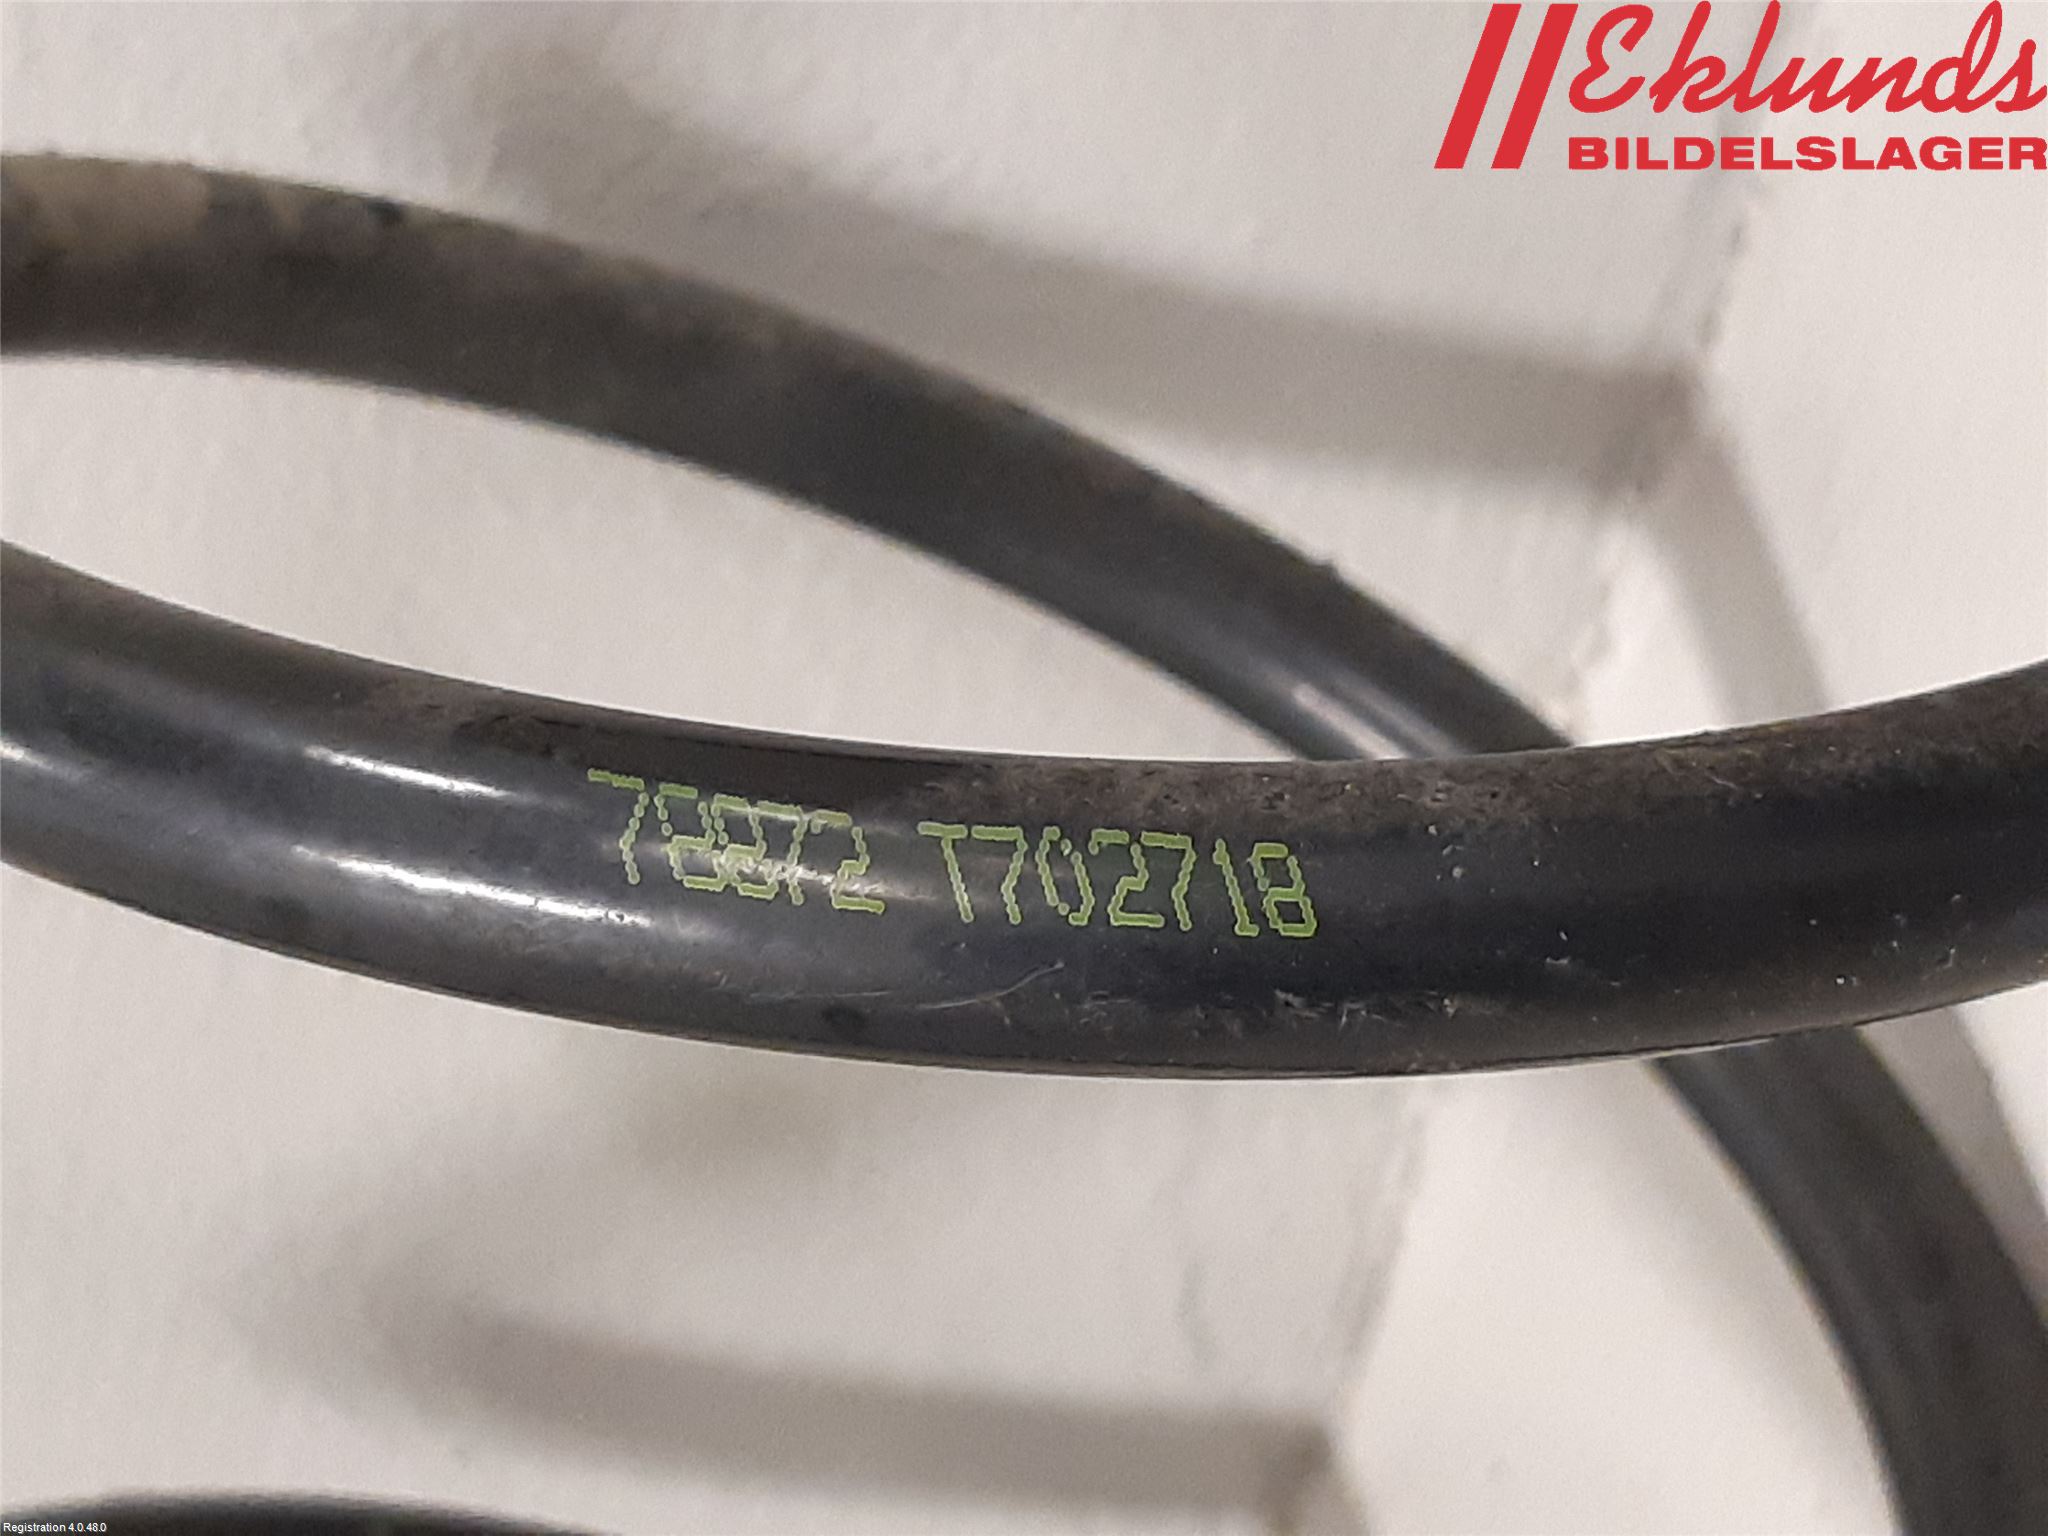 Eklunds
BILDELSLAGER
T702718
Registration 4.0.48.0